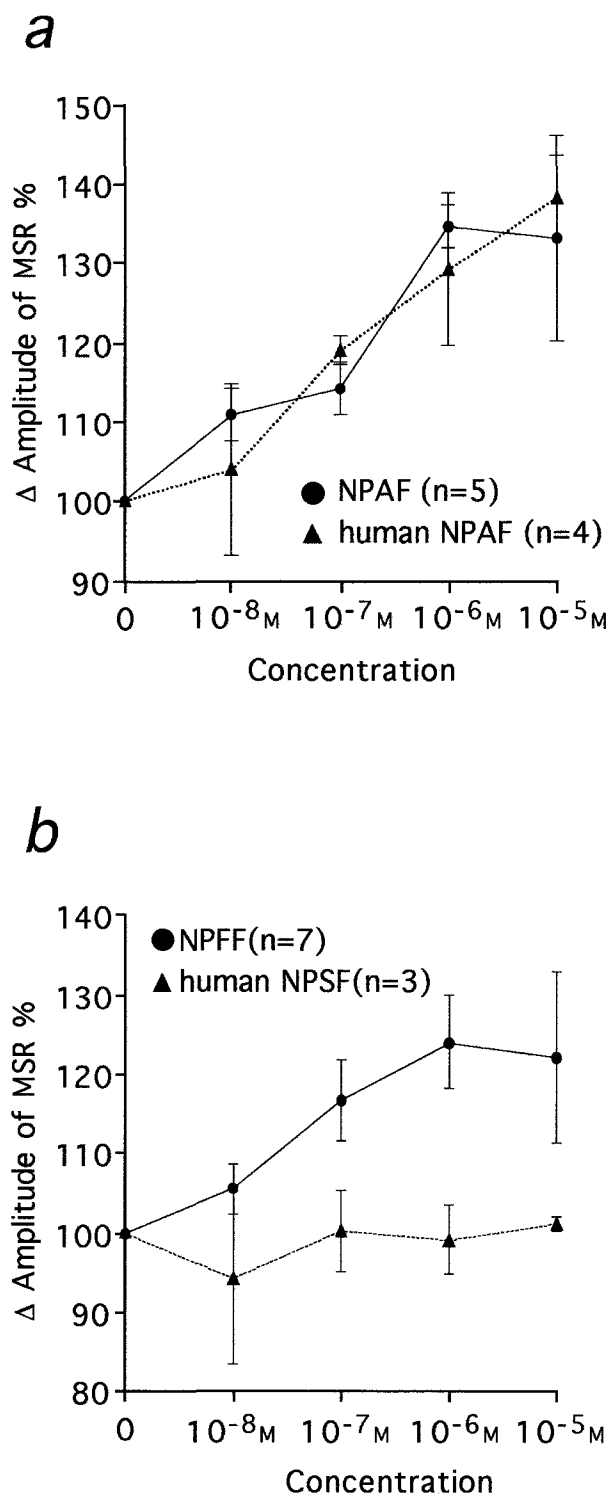 a
Δ Amplitude of MSR %
150
140
130
120
110
100
90
NPAF (n=5)
human NPAF (n=4)
0 10⁻⁸M 10⁻⁷M 10⁻⁶M 10⁻⁵M
Concentration
b
Δ Amplitude of MSR %
140
130
120
110
100
90
80
NPFF(n=7)
human NPSF(n=3)
0 10⁻⁸M 10⁻⁷M 10⁻⁶M 10⁻⁵M
Concentration